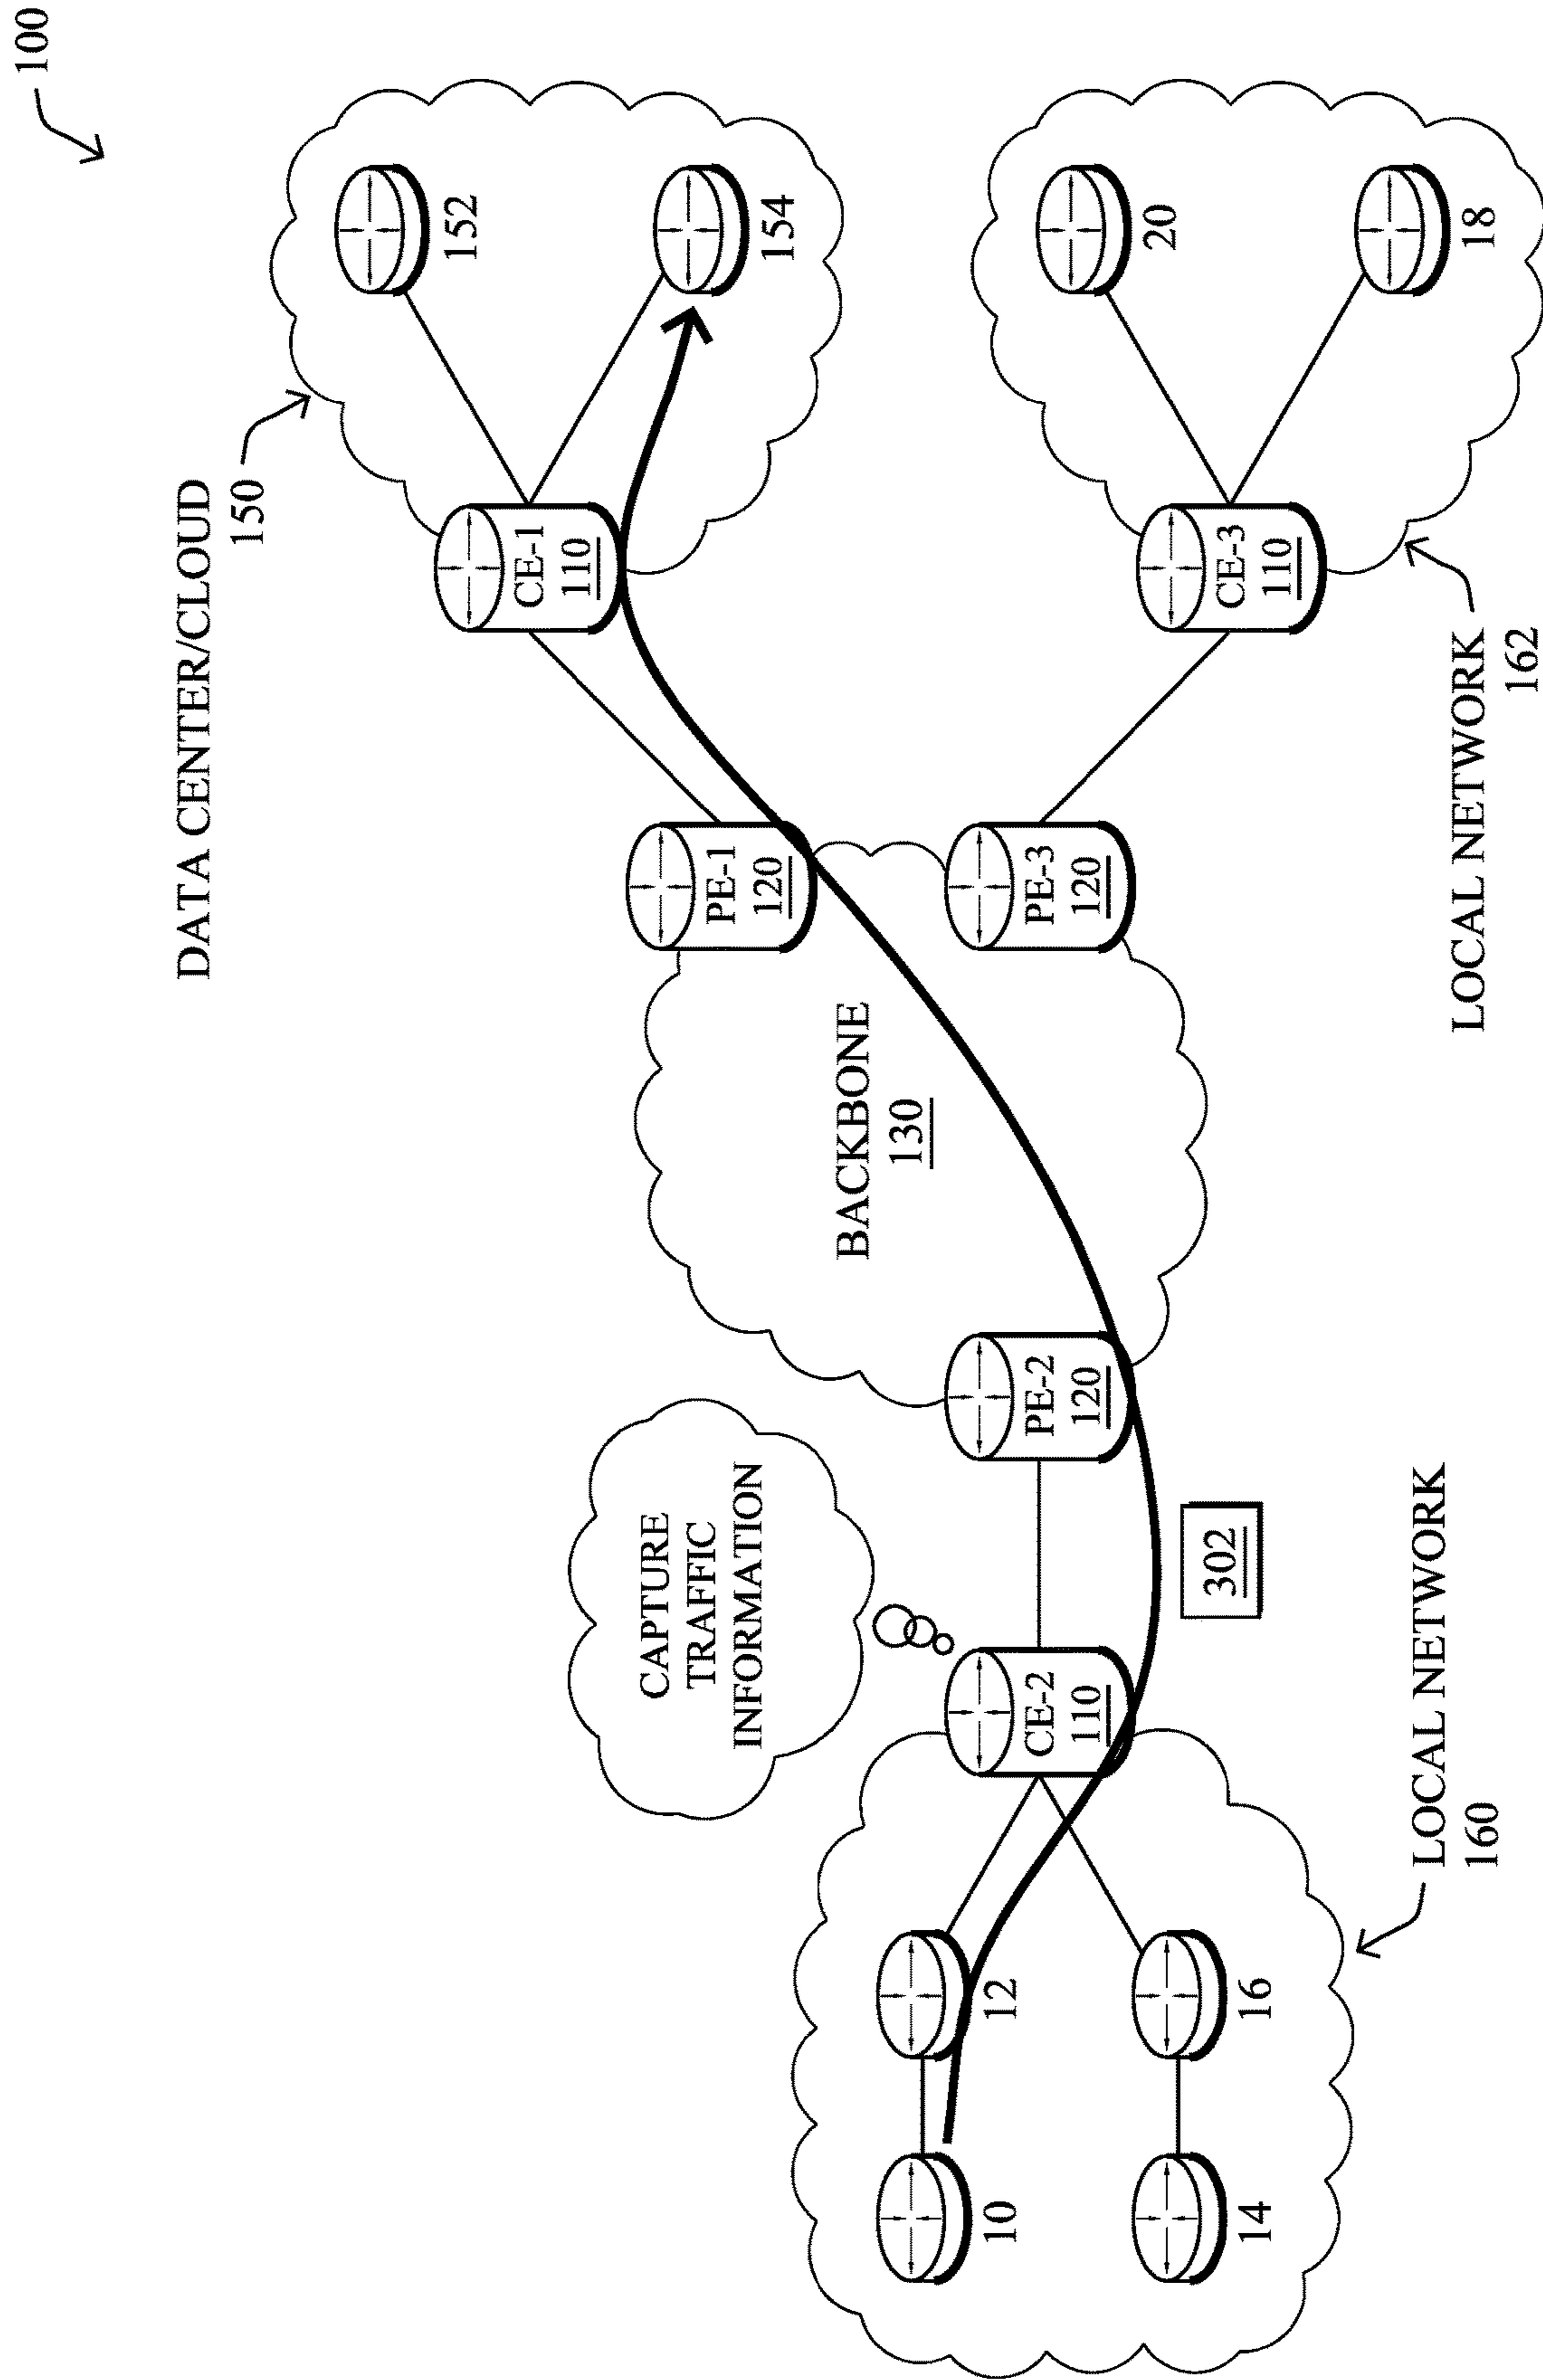 100
DATA CENTER/CLOUD
150
152
154
CE-1
110
PE-1
120
BACKBONE
130
PE-3
120
CE-3
110
20
18
LOCAL NETWORK
162
CAPTURE
TRAFFIC
INFORMATION
PE-2
120
302
CE-2
110
10
12
14
16
LOCAL NETWORK
160